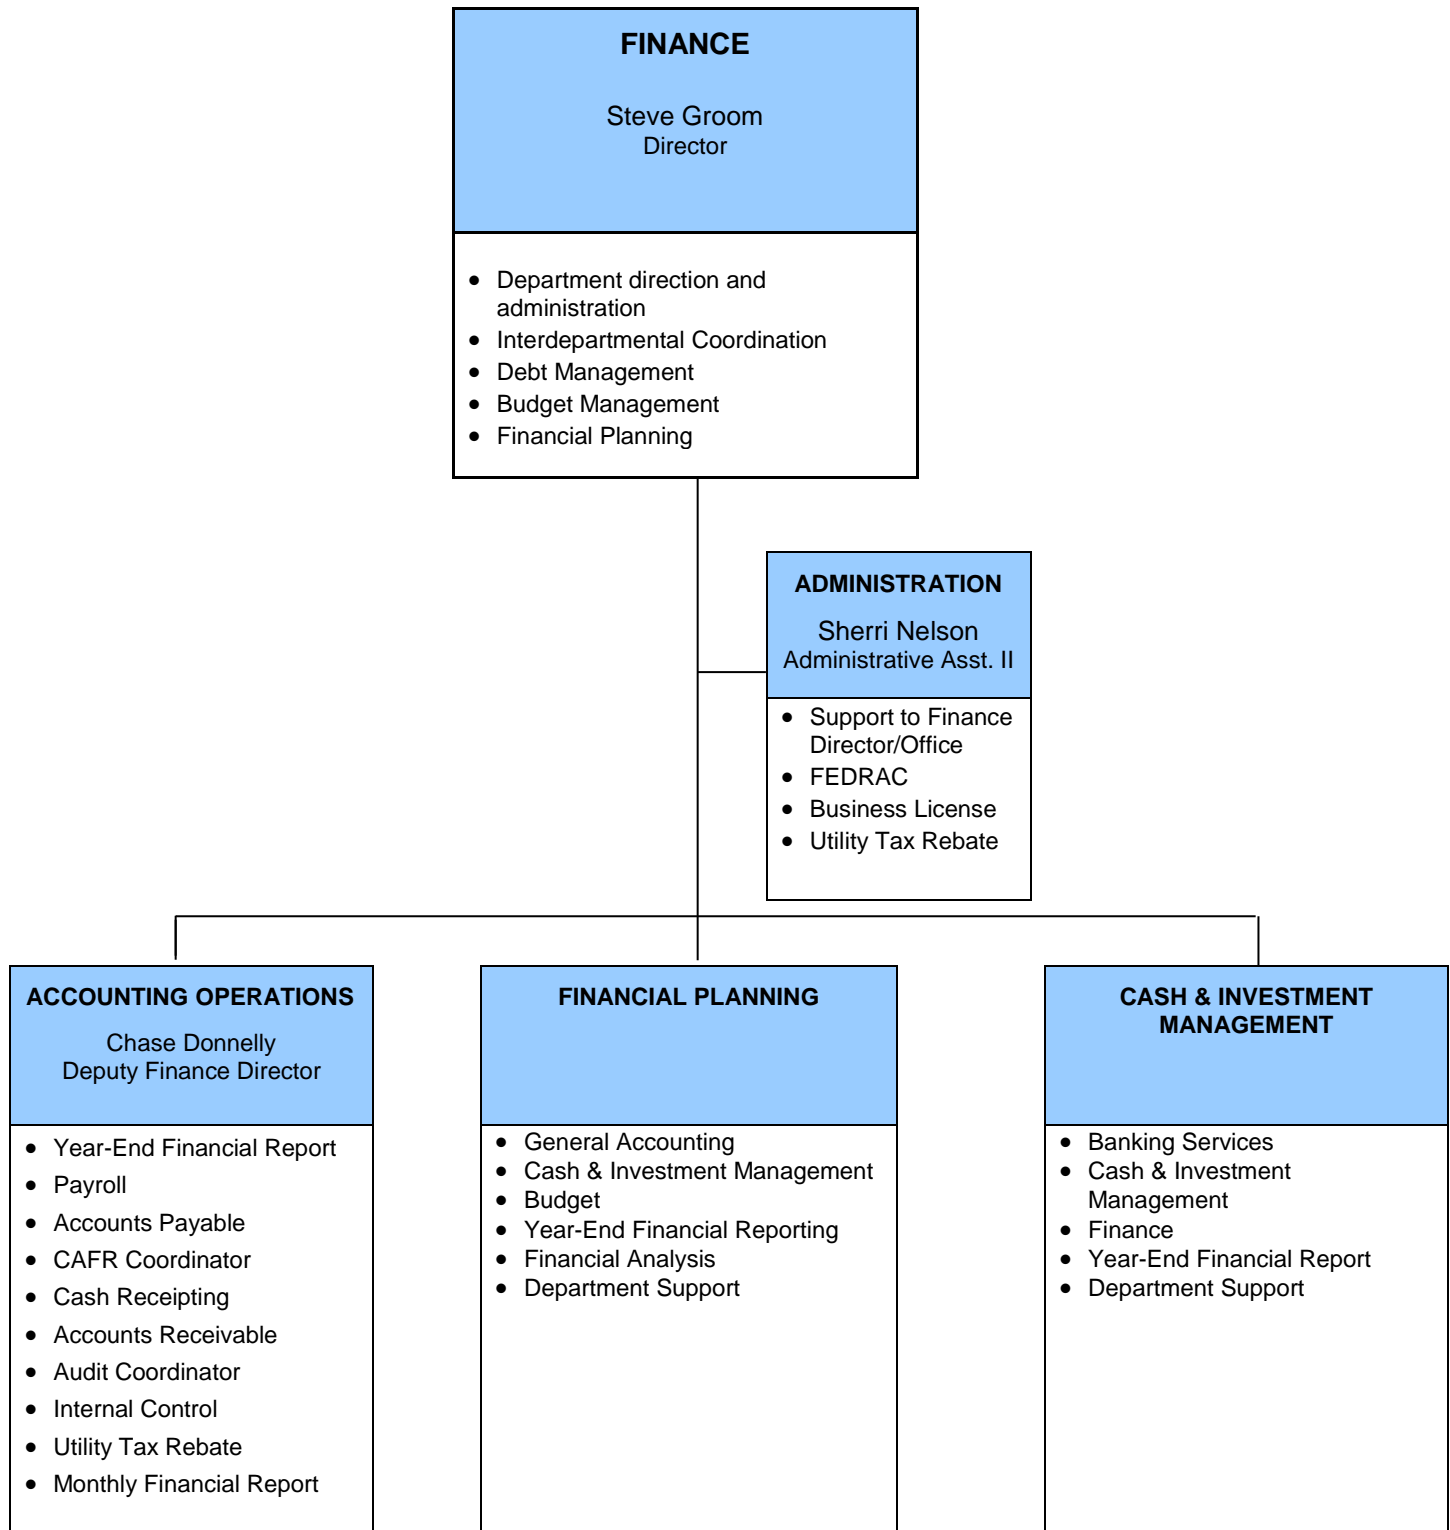 FINANCE
Steve Groom
Director
• Department direction and
administration
• Interdepartmental Coordination
• Debt Management
• Budget Management
• Financial Planning
ADMINISTRATION
Sherri Nelson
Administrative Asst. II
• Support to Finance
Director/Office
• FEDRAC
• Business License
• Utility Tax Rebate
ACCOUNTING OPERATIONS
Chase Donnelly
Deputy Finance Director
• Year-End Financial Report
• Payroll
• Accounts Payable
• CAFR Coordinator
• Cash Receipting
• Accounts Receivable
• Audit Coordinator
• Internal Control
• Utility Tax Rebate
• Monthly Financial Report
FINANCIAL PLANNING
• General Accounting
• Cash & Investment Management
• Budget
• Year-End Financial Reporting
• Financial Analysis
• Department Support
CASH & INVESTMENT
MANAGEMENT
• Banking Services
• Cash & Investment
Management
• Finance
• Year-End Financial Report
• Department Support